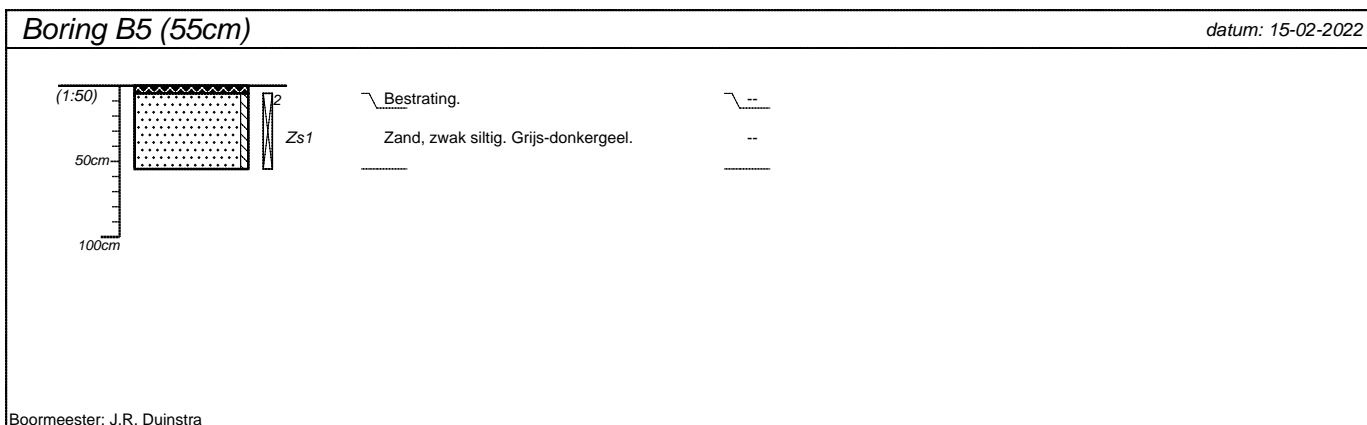 Boring B5 (55cm) datum: 15-02-2022
(1:50) 2 Bestrating. --
Zs1 Zand, zwak siltig. Grijs-donkergeel. --
50cm
100cm
Boormeester: J.R. Duinstra